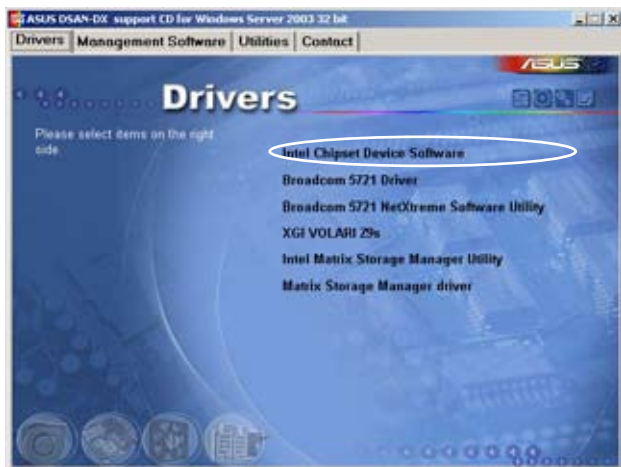 ASUS DSAN-DX support CD for Windows Server 2003 32 bit
Drivers Management Software Utilities Contact
ASUS
Drivers
Please select items on the right
side.
Intel Chipset Device Software
Broadcom 5721 Driver
Broadcom 5721 NetXtreme Software Utility
XGI VOLARI Z9s
Intel Matrix Storage Manager Utility
Matrix Storage Manager driver